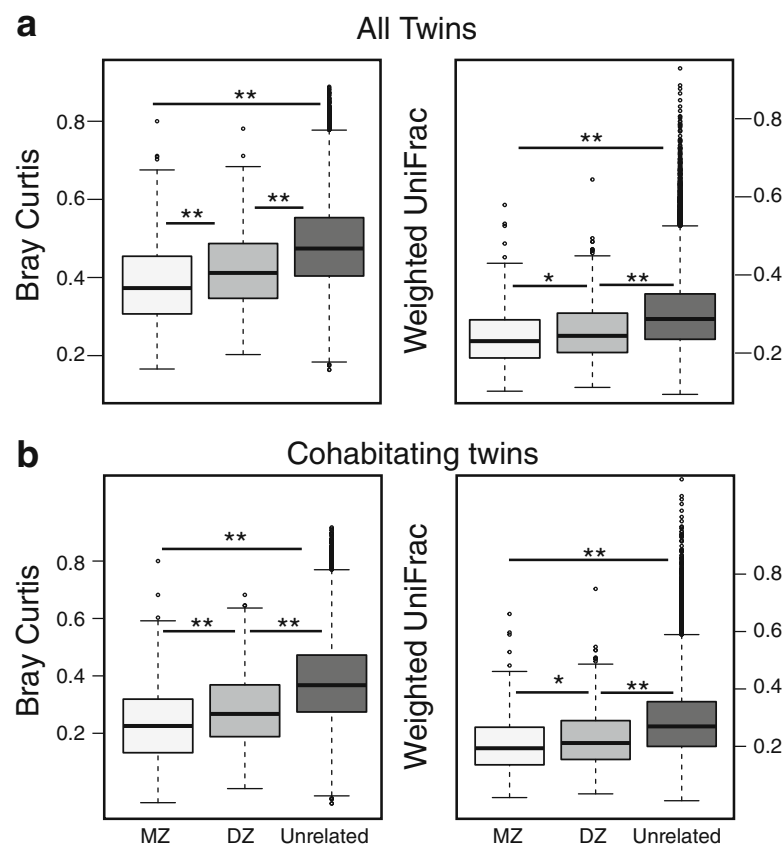 a
All Twins
Bray Curtis
0.8
0.6
0.4
0.2
**
**
**
Weighted UniFrac
0.8
0.6
0.4
0.2
**
*
**
b
Cohabitating twins
Bray Curtis
0.8
0.6
0.4
0.2
**
**
**
MZ DZ Unrelated
Weighted UniFrac
0.8
0.6
0.4
0.2
**
*
**
MZ DZ Unrelated